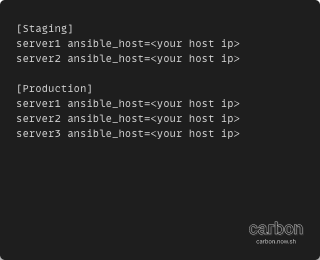 [Staging]
server1 ansible_host=<your host ip>
server2 ansible_host=<your host ip>
[Production]
server1 ansible_host=<your host ip>
server2 ansible_host=<your host ip>
server3 ansible_host=<your host ip>
carbon
carbon.now.sh